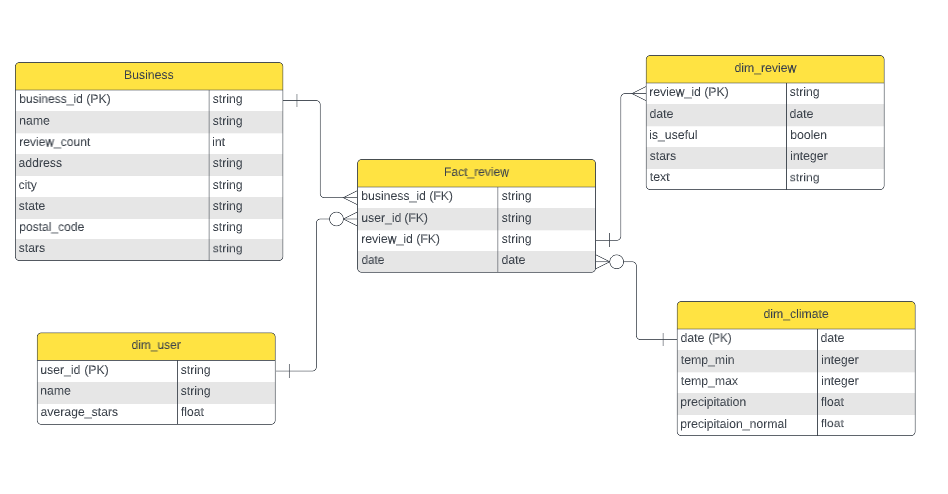 Business
business_id (PK) string
name string
review_count int
address string
city string
state string
postal_code string
stars string
dim_user
user_id (PK) string
name string
average_stars float
Fact_review
business_id (FK) string
user_id (FK) string
review_id (FK) string
date date
dim_review
review_id (PK) string
date date
is_useful boolen
stars integer
text string
dim_climate
date (PK) date
temp_min integer
temp_max integer
precipitation float
precipitaion_normal float